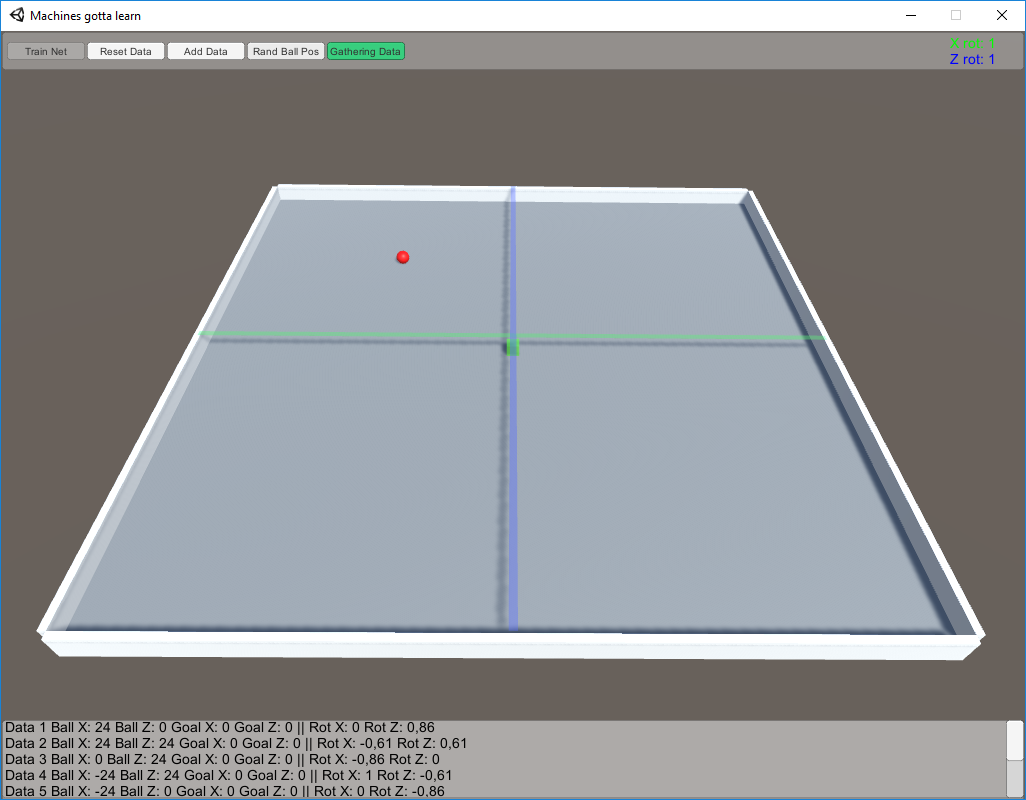 Machines gotta learn
Train Net Reset Data Add Data Rand Ball Pos Gathering Data
X rot: 1
Z rot: 1
Data 1 Ball X: 24 Ball Z: 0 Goal X: 0 Goal Z: 0 || Rot X: 0 Rot Z: 0,86
Data 2 Ball X: 24 Ball Z: 24 Goal X: 0 Goal Z: 0 || Rot X: -0,61 Rot Z: 0,61
Data 3 Ball X: 0 Ball Z: 24 Goal X: 0 Goal Z: 0 || Rot X: -0,86 Rot Z: 0
Data 4 Ball X: -24 Ball Z: 24 Goal X: 0 Goal Z: 0 || Rot X: 1 Rot Z: -0,61
Data 5 Ball X: -24 Ball Z: 0 Goal X: 0 Goal Z: 0 || Rot X: 0 Rot Z: -0,86